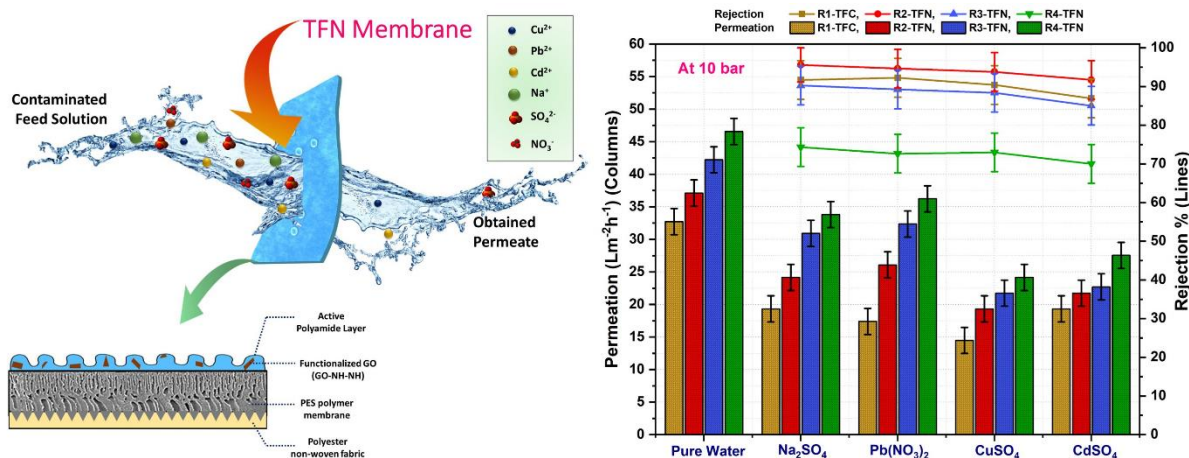 TFN Membrane
Cu²⁺
Pb²⁺
Cd²⁺
Na⁺
SO₄²⁻
NO₃⁻
Contaminated
Feed Solution
Obtained
Permeate
Active
Polyamide Layer
Functionalized GO
(GO-NH-NH)
PES polymer
membrane
Polyester
non-woven fabric
Rejection R1-TFC, R2-TFN, R3-TFN, R4-TFN
Permeation R1-TFC, R2-TFN, R3-TFN, R4-TFN
At 10 bar
Permeation (Lm⁻²h⁻¹) (Columns)
60
55
50
45
40
35
30
25
20
15
10
5
0
100
90
80
70
60
50
40
30
20
10
0
Rejection % (Lines)
Pure Water Na₂SO₄ Pb(NO₃)₂ CuSO₄ CdSO₄